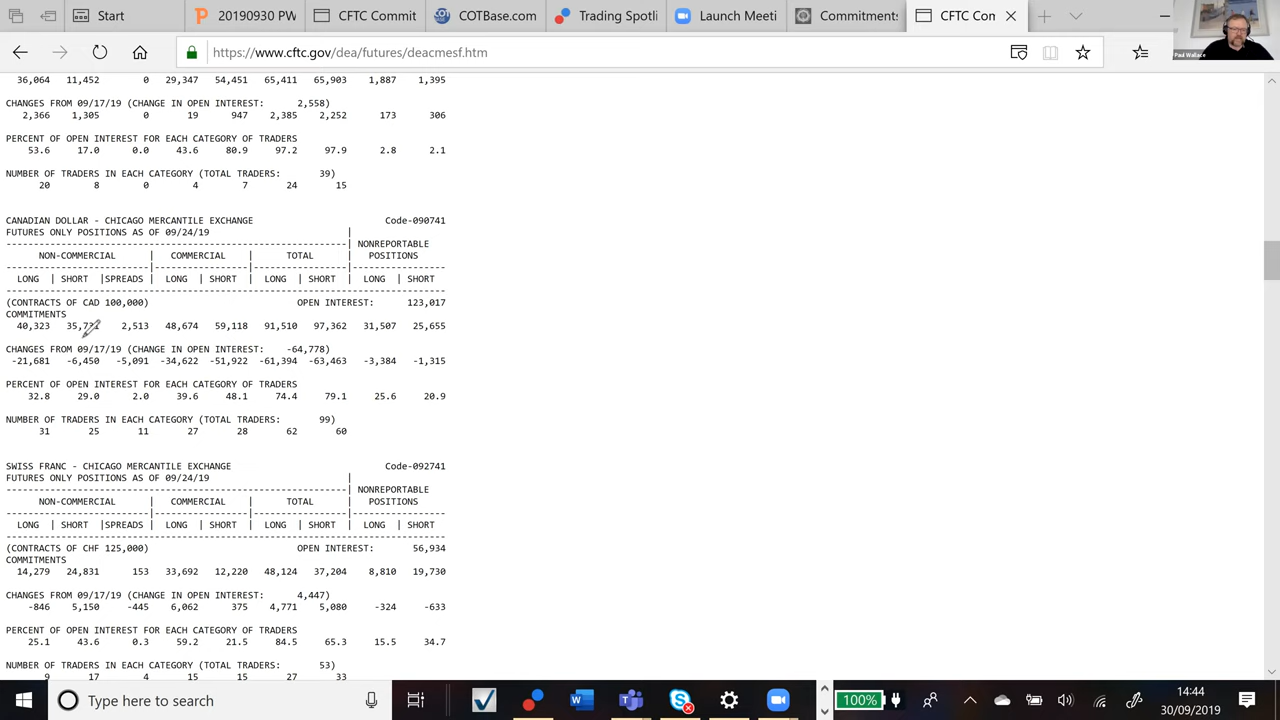 Start
20190930 PW
CFTC Commit
COTBase.com
Trading Spotli
Launch Meeti
Commitments
CFTC Com
https://www.cftc.gov/dea/futures/deacmesf.htm
Paul Wallace
36,064 11,452 0 29,347 54,451 65,411 65,903 1,887 1,395
CHANGES FROM 09/17/19 (CHANGE IN OPEN INTEREST: 2,558)
2,366 1,305 0 19 947 2,385 2,252 173 306
PERCENT OF OPEN INTEREST FOR EACH CATEGORY OF TRADERS
53.6 17.0 0.0 43.6 80.9 97.2 97.9 2.8 2.1
NUMBER OF TRADERS IN EACH CATEGORY (TOTAL TRADERS: 39)
20 8 0 4 7 24 15
CANADIAN DOLLAR - CHICAGO MERCANTILE EXCHANGE Code-090741
FUTURES ONLY POSITIONS AS OF 09/24/19 |
--------------------------------------------------------------| NONREPORTABLE
NON-COMMERCIAL | COMMERCIAL | TOTAL | POSITIONS
--------------------------|----------------|-----------------|-----------------
LONG | SHORT |SPREADS | LONG | SHORT | LONG | SHORT | LONG | SHORT
--------------------------------------------------------------------------------
(CONTRACTS OF CAD 100,000) OPEN INTEREST: 123,017
COMMITMENTS
40,323 2,513 48,674 59,118 91,510 97,362 31,507 25,655
CHANGES FROM 09/17/19 (CHANGE IN OPEN INTEREST: -64,778)
-21,681 -6,450 -5,091 -34,622 -51,922 -61,394 -63,463 -3,384 -1,315
PERCENT OF OPEN INTEREST FOR EACH CATEGORY OF TRADERS
32.8 29.0 2.0 39.6 48.1 74.4 79.1 25.6 20.9
NUMBER OF TRADERS IN EACH CATEGORY (TOTAL TRADERS: 99)
31 25 11 27 28 62 60
SWISS FRANC - CHICAGO MERCANTILE EXCHANGE Code-092741
FUTURES ONLY POSITIONS AS OF 09/24/19 |
--------------------------------------------------------------| NONREPORTABLE
NON-COMMERCIAL | COMMERCIAL | TOTAL | POSITIONS
--------------------------|----------------|-----------------|-----------------
LONG | SHORT |SPREADS | LONG | SHORT | LONG | SHORT | LONG | SHORT
--------------------------------------------------------------------------------
(CONTRACTS OF CHF 125,000) OPEN INTEREST: 56,934
COMMITMENTS
14,279 24,831 153 33,692 12,220 48,124 37,204 8,810 19,730
CHANGES FROM 09/17/19 (CHANGE IN OPEN INTEREST: 4,447)
-846 5,150 -445 6,062 375 4,771 5,080 -324 -633
PERCENT OF OPEN INTEREST FOR EACH CATEGORY OF TRADERS
25.1 43.6 0.3 59.2 21.5 84.5 65.3 15.5 34.7
NUMBER OF TRADERS IN EACH CATEGORY (TOTAL TRADERS: 53)
9 17 4 15 15 27 33
Type here to search
100%
14:44
30/09/2019